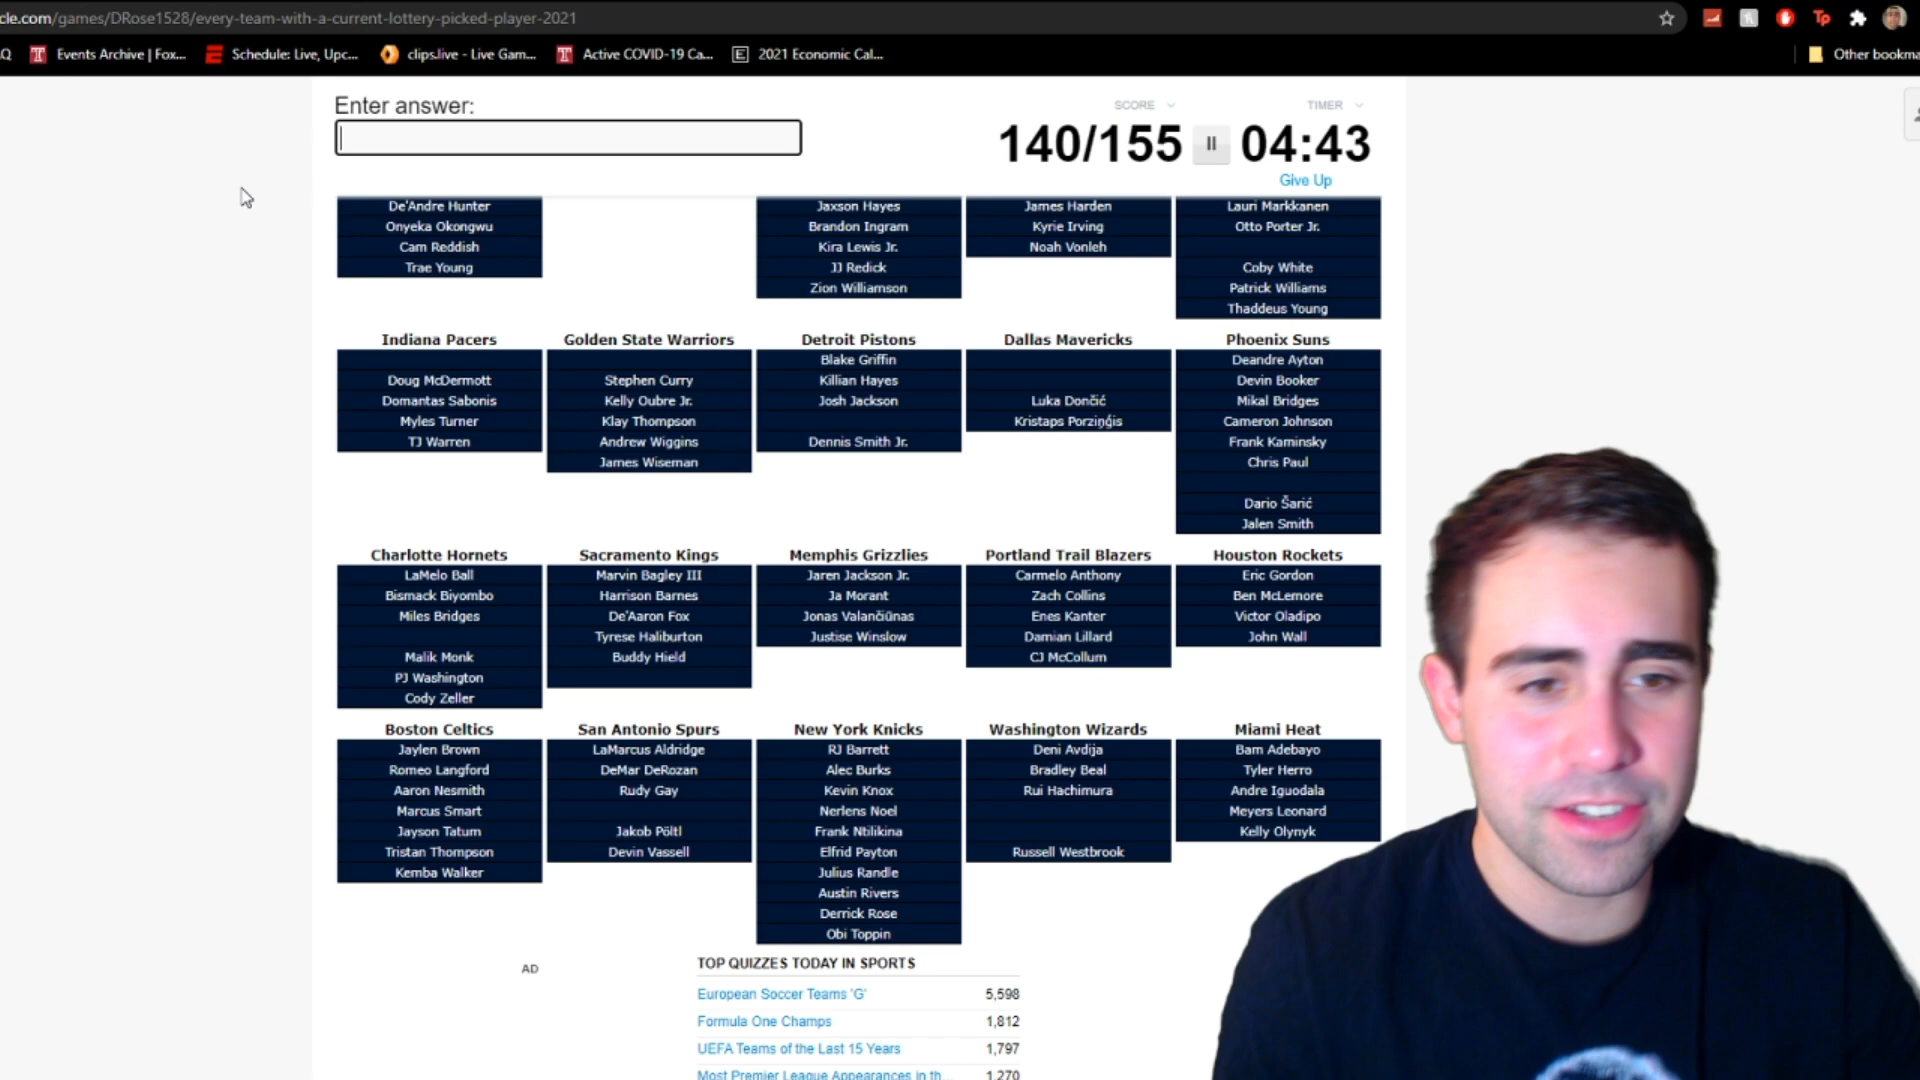 cle.com/games/DRose1528/every-team-with-a-current-lottery-picked-player-2021
Q Events Archive | Fox... Schedule: Live, Upc... clips.live - Live Gam... Active COVID-19 Ca... 2021 Economic Cal... Other bookma
Enter answer:
SCORE TIMER
140/155 04:43
Give Up
De'Andre Hunter
Onyeka Okongwu
Cam Reddish
Trae Young
Jaxson Hayes
Brandon Ingram
Kira Lewis Jr.
JJ Redick
Zion Williamson
James Harden
Kyrie Irving
Noah Vonleh
Lauri Markkanen
Otto Porter Jr.
Coby White
Patrick Williams
Thaddeus Young
Indiana Pacers
Doug McDermott
Domantas Sabonis
Myles Turner
TJ Warren
Golden State Warriors
Stephen Curry
Kelly Oubre Jr.
Klay Thompson
Andrew Wiggins
James Wiseman
Detroit Pistons
Blake Griffin
Killian Hayes
Josh Jackson
Dennis Smith Jr.
Dallas Mavericks
Luka Dončić
Kristaps Porziņģis
Phoenix Suns
Deandre Ayton
Devin Booker
Mikal Bridges
Cameron Johnson
Frank Kaminsky
Chris Paul
Dario Šarić
Jalen Smith
Charlotte Hornets
LaMelo Ball
Bismack Biyombo
Miles Bridges
Malik Monk
PJ Washington
Cody Zeller
Sacramento Kings
Marvin Bagley III
Harrison Barnes
De'Aaron Fox
Tyrese Haliburton
Buddy Hield
Memphis Grizzlies
Jaren Jackson Jr.
Ja Morant
Jonas Valančiūnas
Justise Winslow
Portland Trail Blazers
Carmelo Anthony
Zach Collins
Enes Kanter
Damian Lillard
CJ McCollum
Houston Rockets
Eric Gordon
Ben McLemore
Victor Oladipo
John Wall
Boston Celtics
Jaylen Brown
Romeo Langford
Aaron Nesmith
Marcus Smart
Jayson Tatum
Tristan Thompson
Kemba Walker
San Antonio Spurs
LaMarcus Aldridge
DeMar DeRozan
Rudy Gay
Jakob Pöltl
Devin Vassell
New York Knicks
RJ Barrett
Alec Burks
Kevin Knox
Nerlens Noel
Frank Ntilikina
Elfrid Payton
Julius Randle
Austin Rivers
Derrick Rose
Obi Toppin
Washington Wizards
Deni Avdija
Bradley Beal
Rui Hachimura
Russell Westbrook
Miami Heat
Bam Adebayo
Tyler Herro
Andre Iguodala
Meyers Leonard
Kelly Olynyk
AD
TOP QUIZZES TODAY IN SPORTS
European Soccer Teams 'G' 5,598
Formula One Champs 1,812
UEFA Teams of the Last 15 Years 1,797
Most Premier League Appearances in th... 1,270